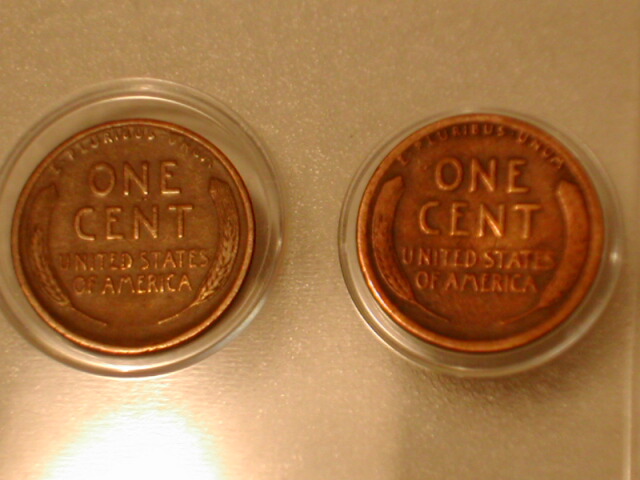 E·PLURIBUS·UNUM
ONE
CENT
UNITED STATES
OF AMERICA
E·PLURIBUS·UNUM
ONE
CENT
UNITED STATES
OF AMERICA